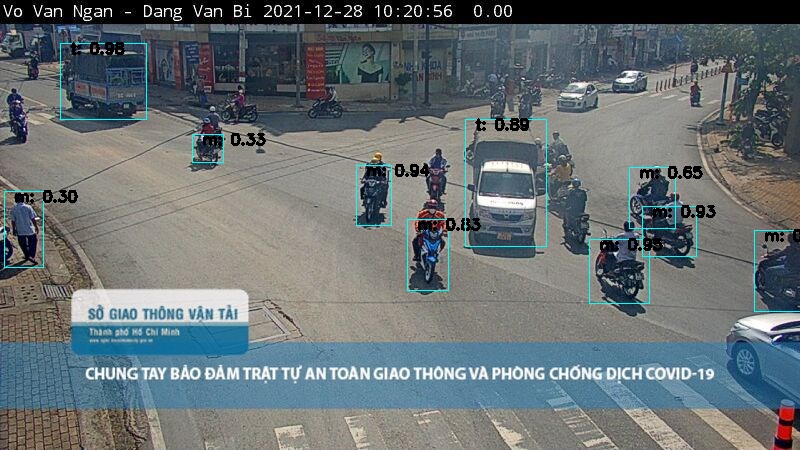 Vo Van Ngan - Dang Van Bi 2021-12-28 10:20:56 0.00
t: 0.98
t: 0.89
m: 0.33
m: 0.94
m: 0.65
m: 0.30
m: 0.93
m: 0.83
m: 0.95
m: 0
NHA KHOA
SỞ GIAO THÔNG VẬN TẢI
Thành phố Hồ Chí Minh
CHUNG TAY BẢO ĐẢM TRẬT TỰ AN TOÀN GIAO THÔNG VÀ PHÒNG CHỐNG DỊCH COVID-19